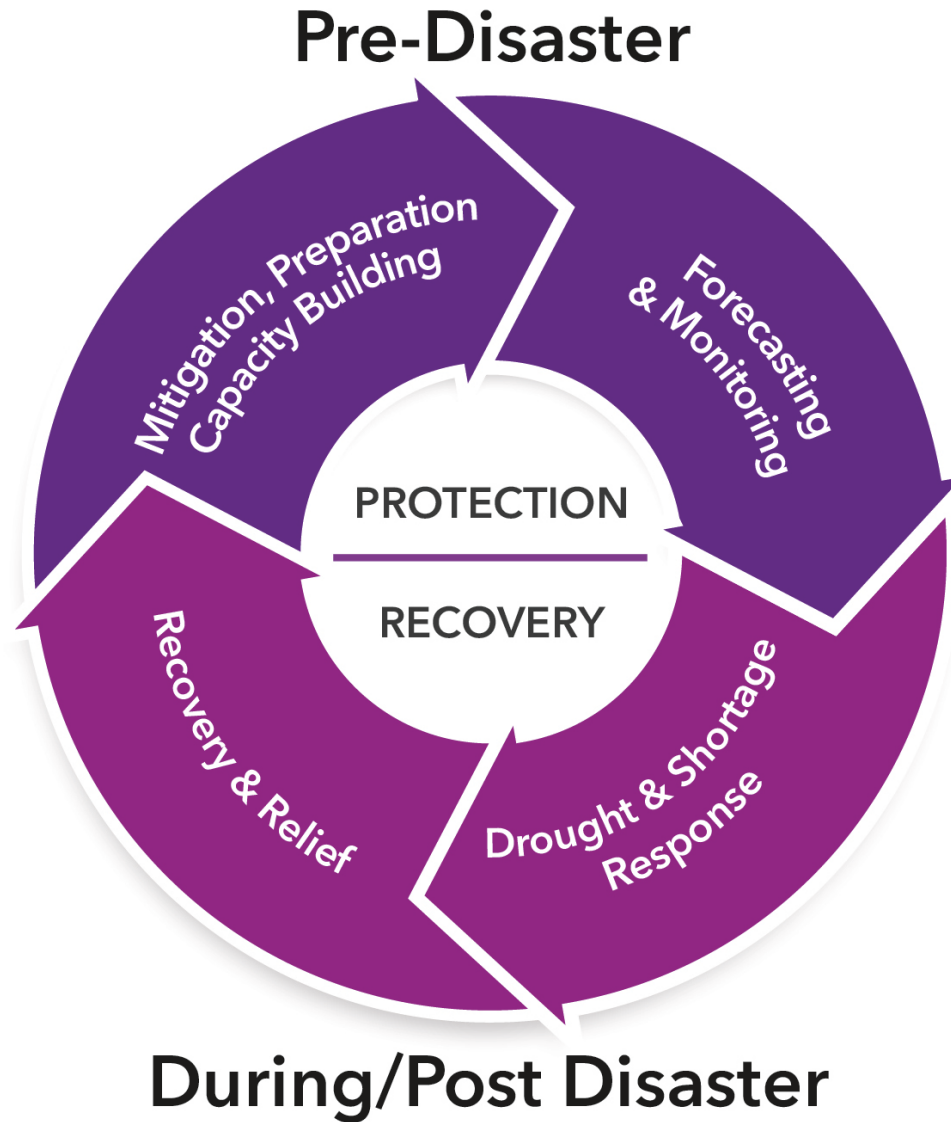 Pre-Disaster
Mitigation, Preparation
Capacity Building
Forecasting
& Monitoring
PROTECTION
RECOVERY
Recovery & Relief
Drought & Shortage
Response
During/Post Disaster